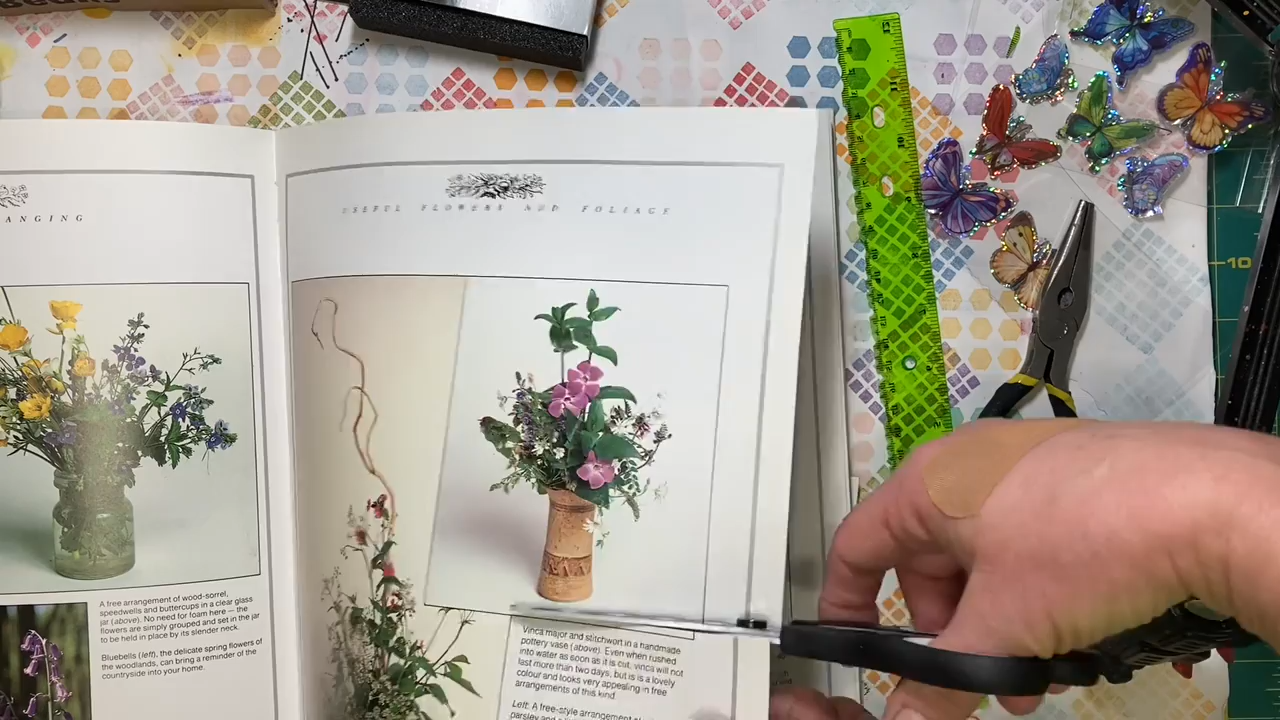 ANGING
USEFUL FLOWERS AND FOLIAGE
A free arrangement of wood-sorrel,
speedwells and buttercups in a clear glass
jar (above). No need for foam here — the
flowers are simply grouped and set in the jar
to be held in place by its slender neck.
Bluebells (left), the delicate spring flowers of
the woodlands, can bring a reminder of the
countryside into your home.
Vinca major and stitchwort in a handmade
pottery vase (above). Even when rushed
into water as soon as it is cut, vinca will not
last more than two days, but is is a lovely
colour and looks very appealing in free
arrangements of this kind.
Left: A free-style arrangement of
parsley and
10